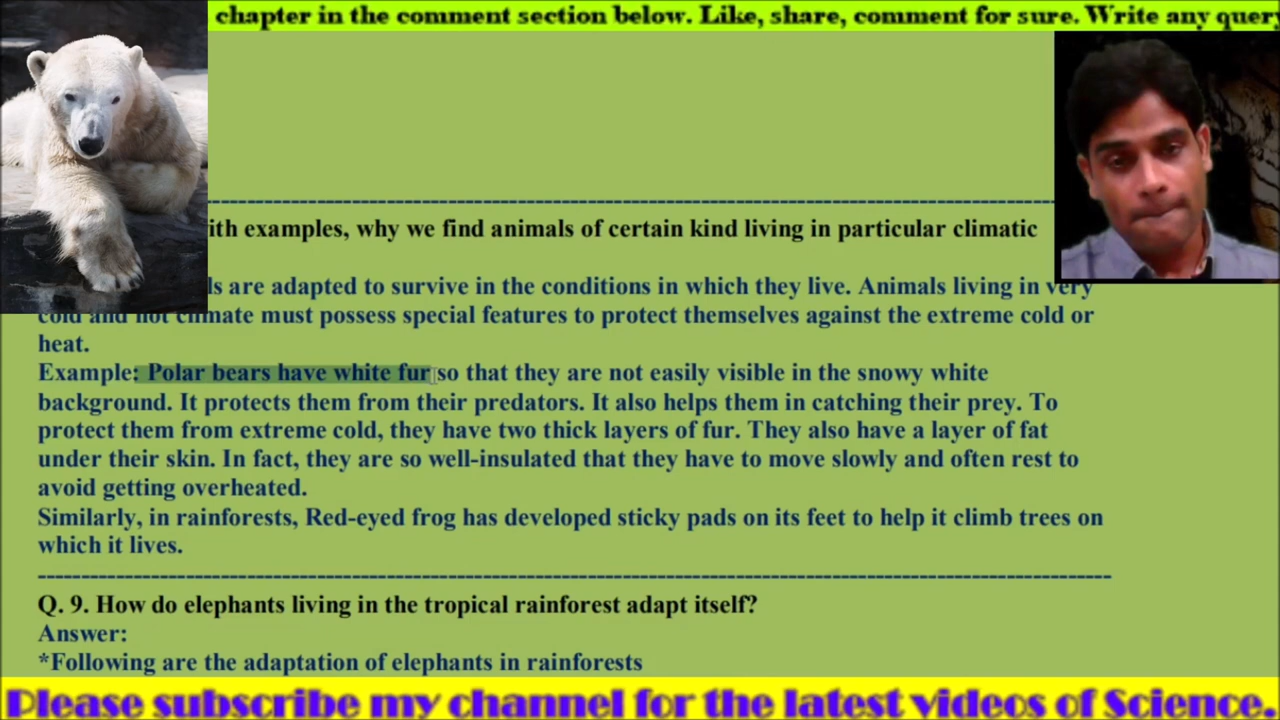 chapter in the comment section below. Like, share, comment for sure. Write any query
ith examples, why we find animals of certain kind living in particular climatic
ls are adapted to survive in the conditions in which they live. Animals living in very
cold and hot climate must possess special features to protect themselves against the extreme cold or
heat.
Example: Polar bears have white fur so that they are not easily visible in the snowy white
background. It protects them from their predators. It also helps them in catching their prey. To
protect them from extreme cold, they have two thick layers of fur. They also have a layer of fat
under their skin. In fact, they are so well-insulated that they have to move slowly and often rest to
avoid getting overheated.
Similarly, in rainforests, Red-eyed frog has developed sticky pads on its feet to help it climb trees on
which it lives.
-----------------------------------------------------------------------------------------------------------------------------
Q. 9. How do elephants living in the tropical rainforest adapt itself?
Answer:
*Following are the adaptation of elephants in rainforests
Please subscribe my channel for the latest videos of Science.